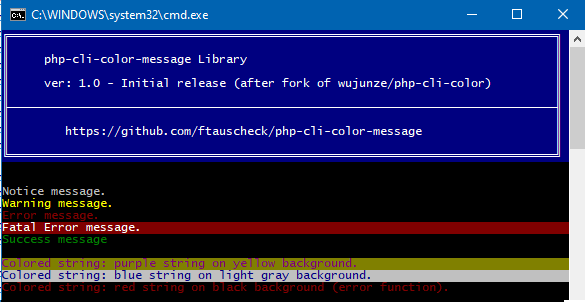 C:\WINDOWS\system32\cmd.exe
php-cli-color-message Library
ver: 1.0 - Initial release (after fork of wujunze/php-cli-color)
https://github.com/ftauscheck/php-cli-color-message
Notice message.
Warning message.
Error message.
Fatal Error message.
Success message
Colored string: purple string on yellow background.
Colored string: blue string on light gray background.
Colored string: red string on black background (error function).